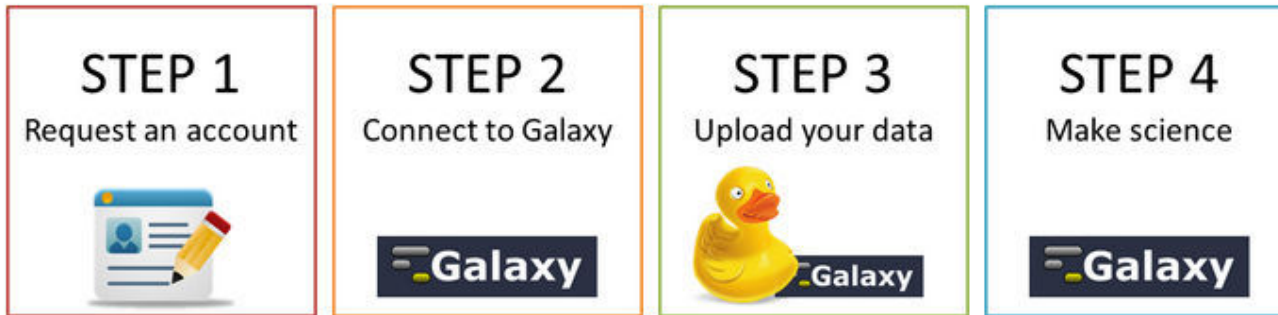 STEP 1
Request an account
STEP 2
Connect to Galaxy
Galaxy
STEP 3
Upload your data
Galaxy
STEP 4
Make science
Galaxy